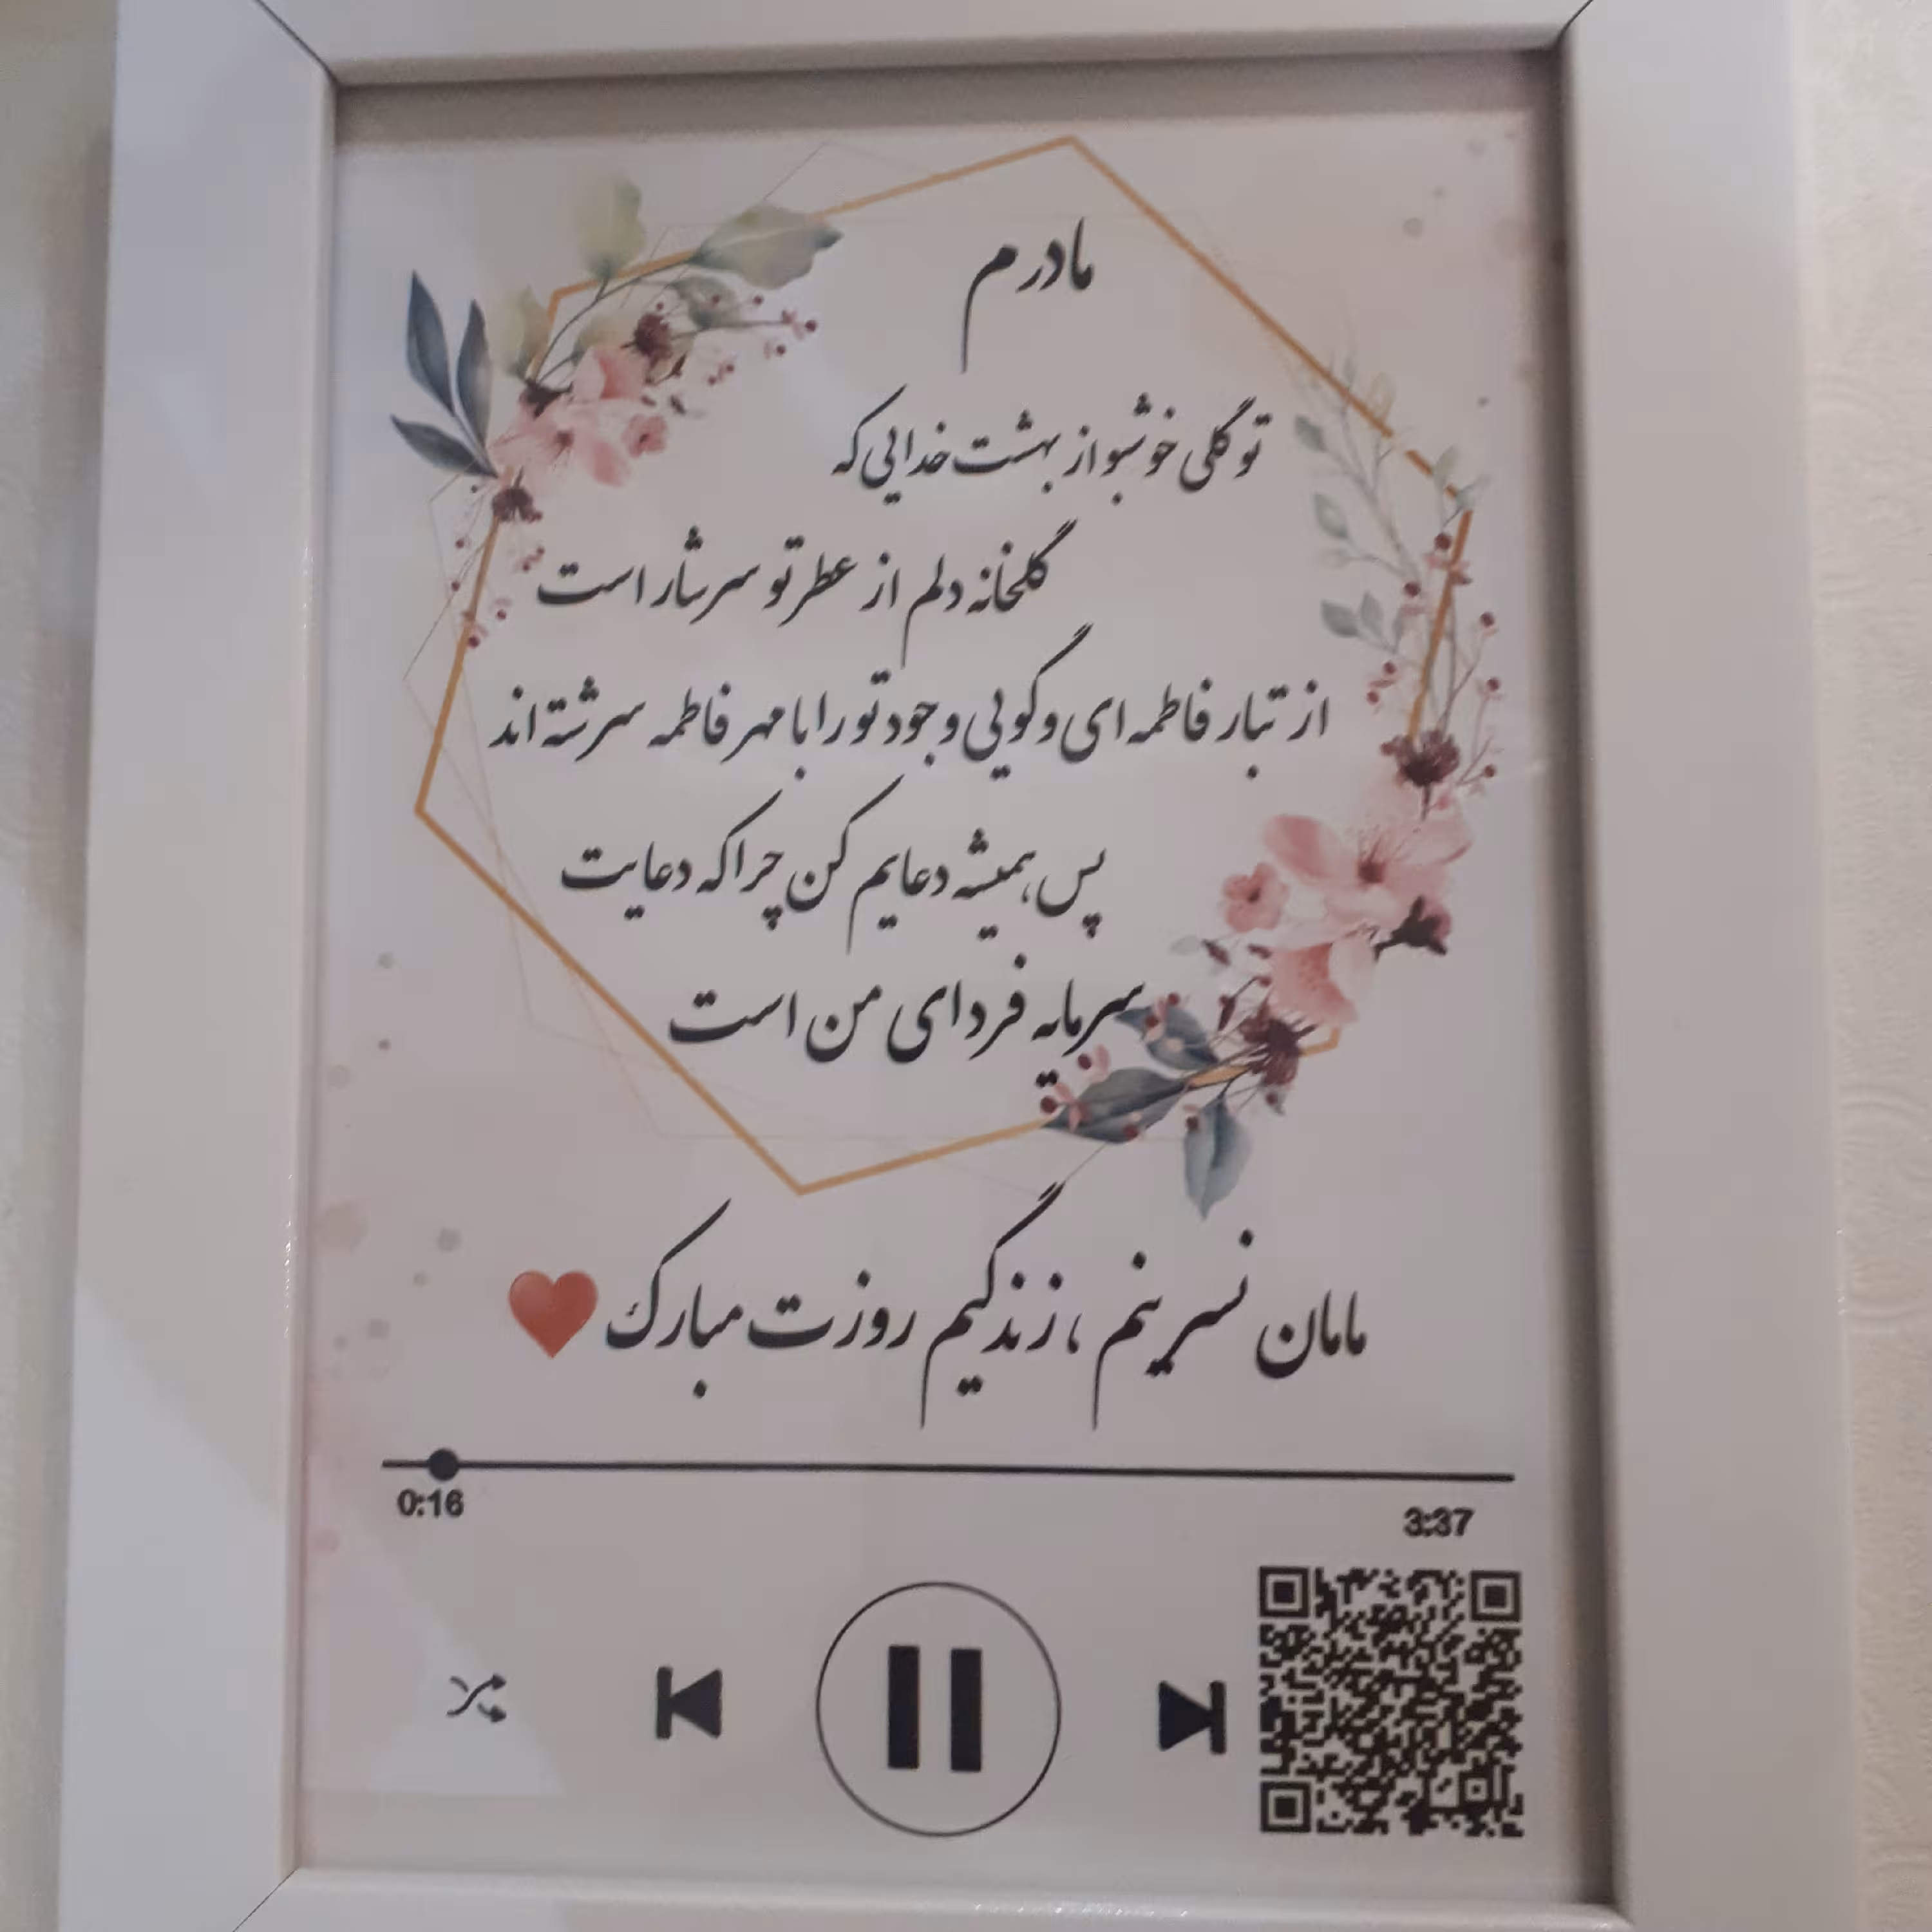 مادرم
تو گلی خوشبو از بهشت خدایی که
گلخانه دلم از عطر تو سرشار است
از تبار فاطمه ای و گویی وجود تو را با مهر فاطمه سرشته اند
پس همیشه دعایم کن چرا که دعایت
سرمایه فردای من است
مامان نسرینم ، زندگیم روزت مبارک ❤️
0:16
3:37